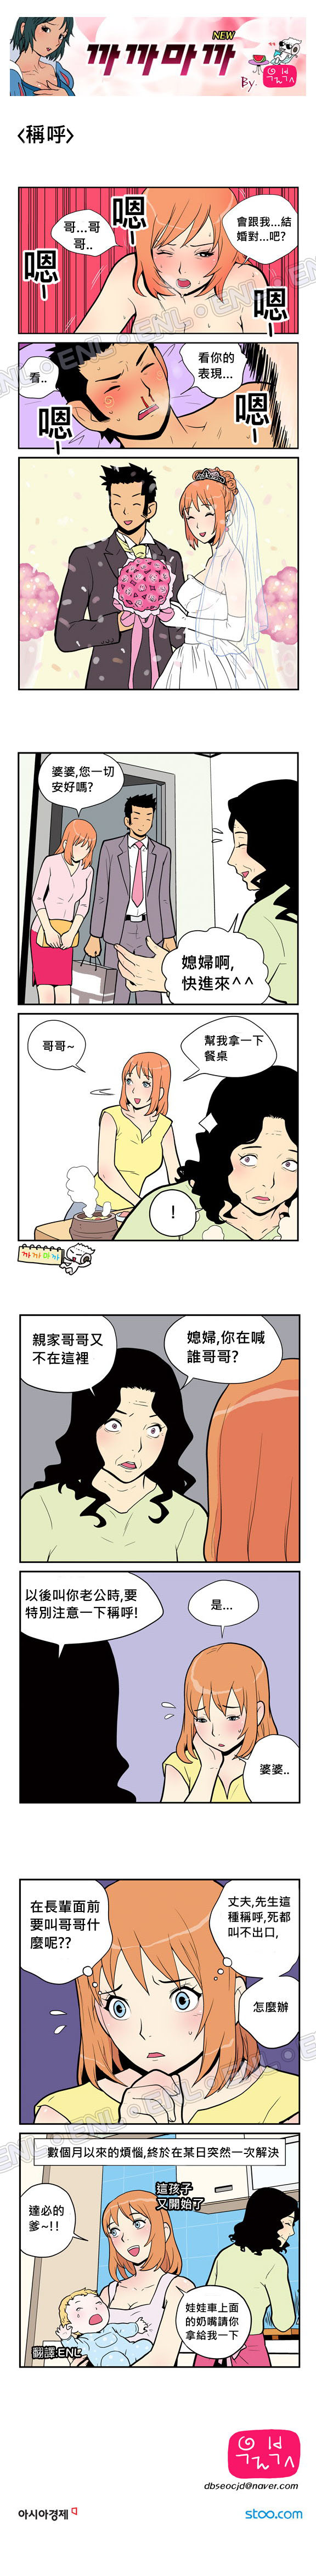 NEW
까까마까
By.
윤싱
〈稱呼〉
哥...哥
哥..
嗯
嗯
嗯
會跟我...結
婚對...吧?
看..
看你的
表現...
嗯
嗯
婆婆,您一切
安好嗎?
媳婦啊,
快進來^^
哥哥~
幫我拿一下
餐桌
!
까까마까
親家哥哥又
不在這裡
媳婦,你在喊
誰哥哥?
以後叫你老公時,要
特別注意一下稱呼!
是...
婆婆..
在長輩面前
要叫哥哥什
麼呢??
丈夫,先生這
種稱呼,死都
叫不出口,
怎麼辦
數個月以來的煩惱,終於在某日突然一次解決
達必的
爹~!!
這孩子
又開始了
娃娃車上面
的奶嘴請你
拿給我一下
翻譯:ENL
dbseocjd@naver.com
아시아경제
stoo.com